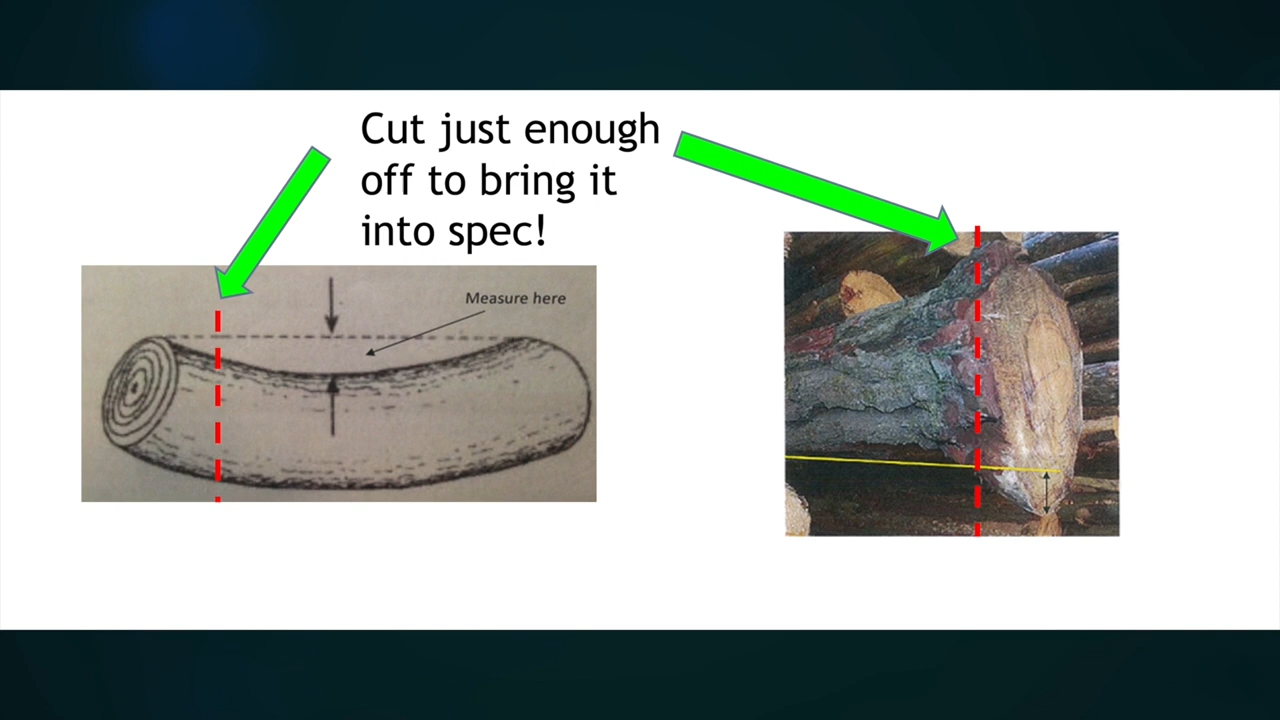 Cut just enough
off to bring it
into spec!
Measure here